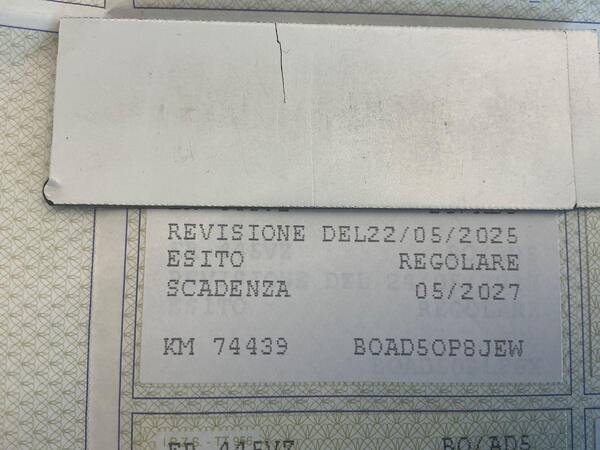 REVISIONE DEL22/05/2025
ESITO REGOLARE
SCADENZA 05/2027
KM 74439 BOAD5OP8JEW